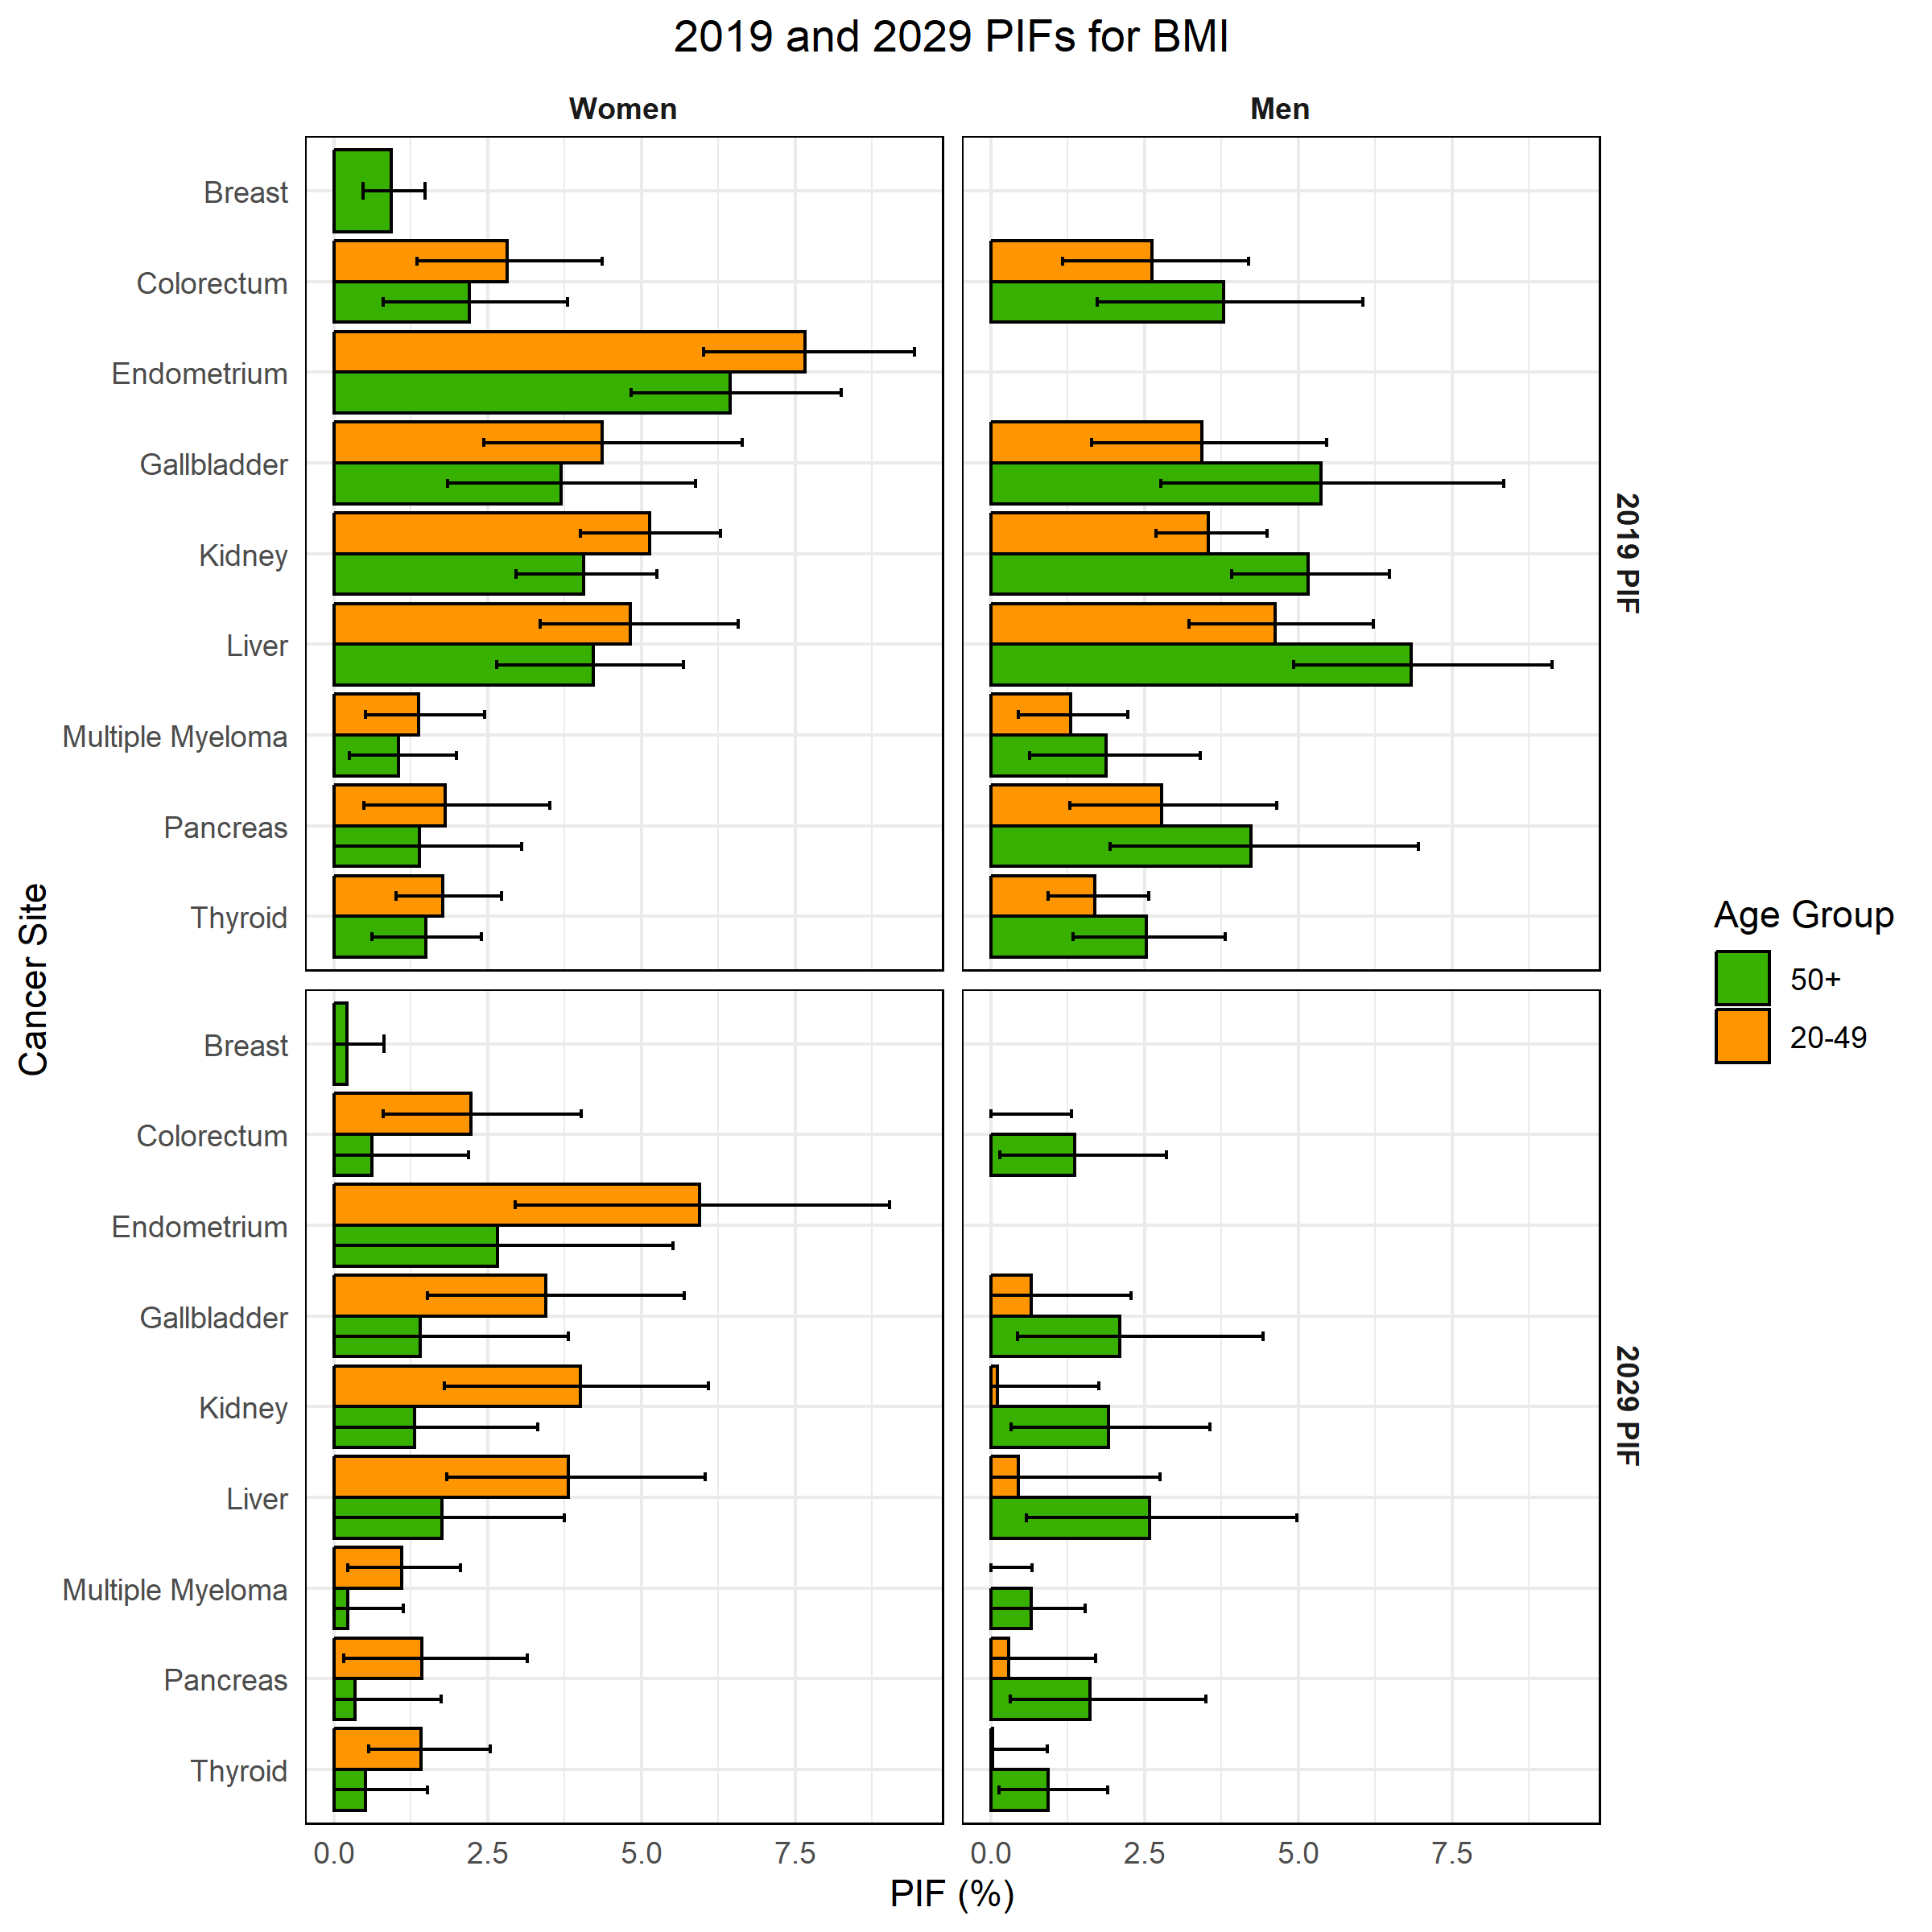 2019 and 2029 PIFs for BMI
Women
Men
Breast
Colorectum
Endometrium
Gallbladder
Kidney
Liver
Multiple Myeloma
Pancreas
Thyroid
2019 PIF
Breast
Colorectum
Endometrium
Gallbladder
Kidney
Liver
Multiple Myeloma
Pancreas
Thyroid
2029 PIF
Cancer Site
0.0 2.5 5.0 7.5
0.0 2.5 5.0 7.5
PIF (%)
Age Group
50+
20-49